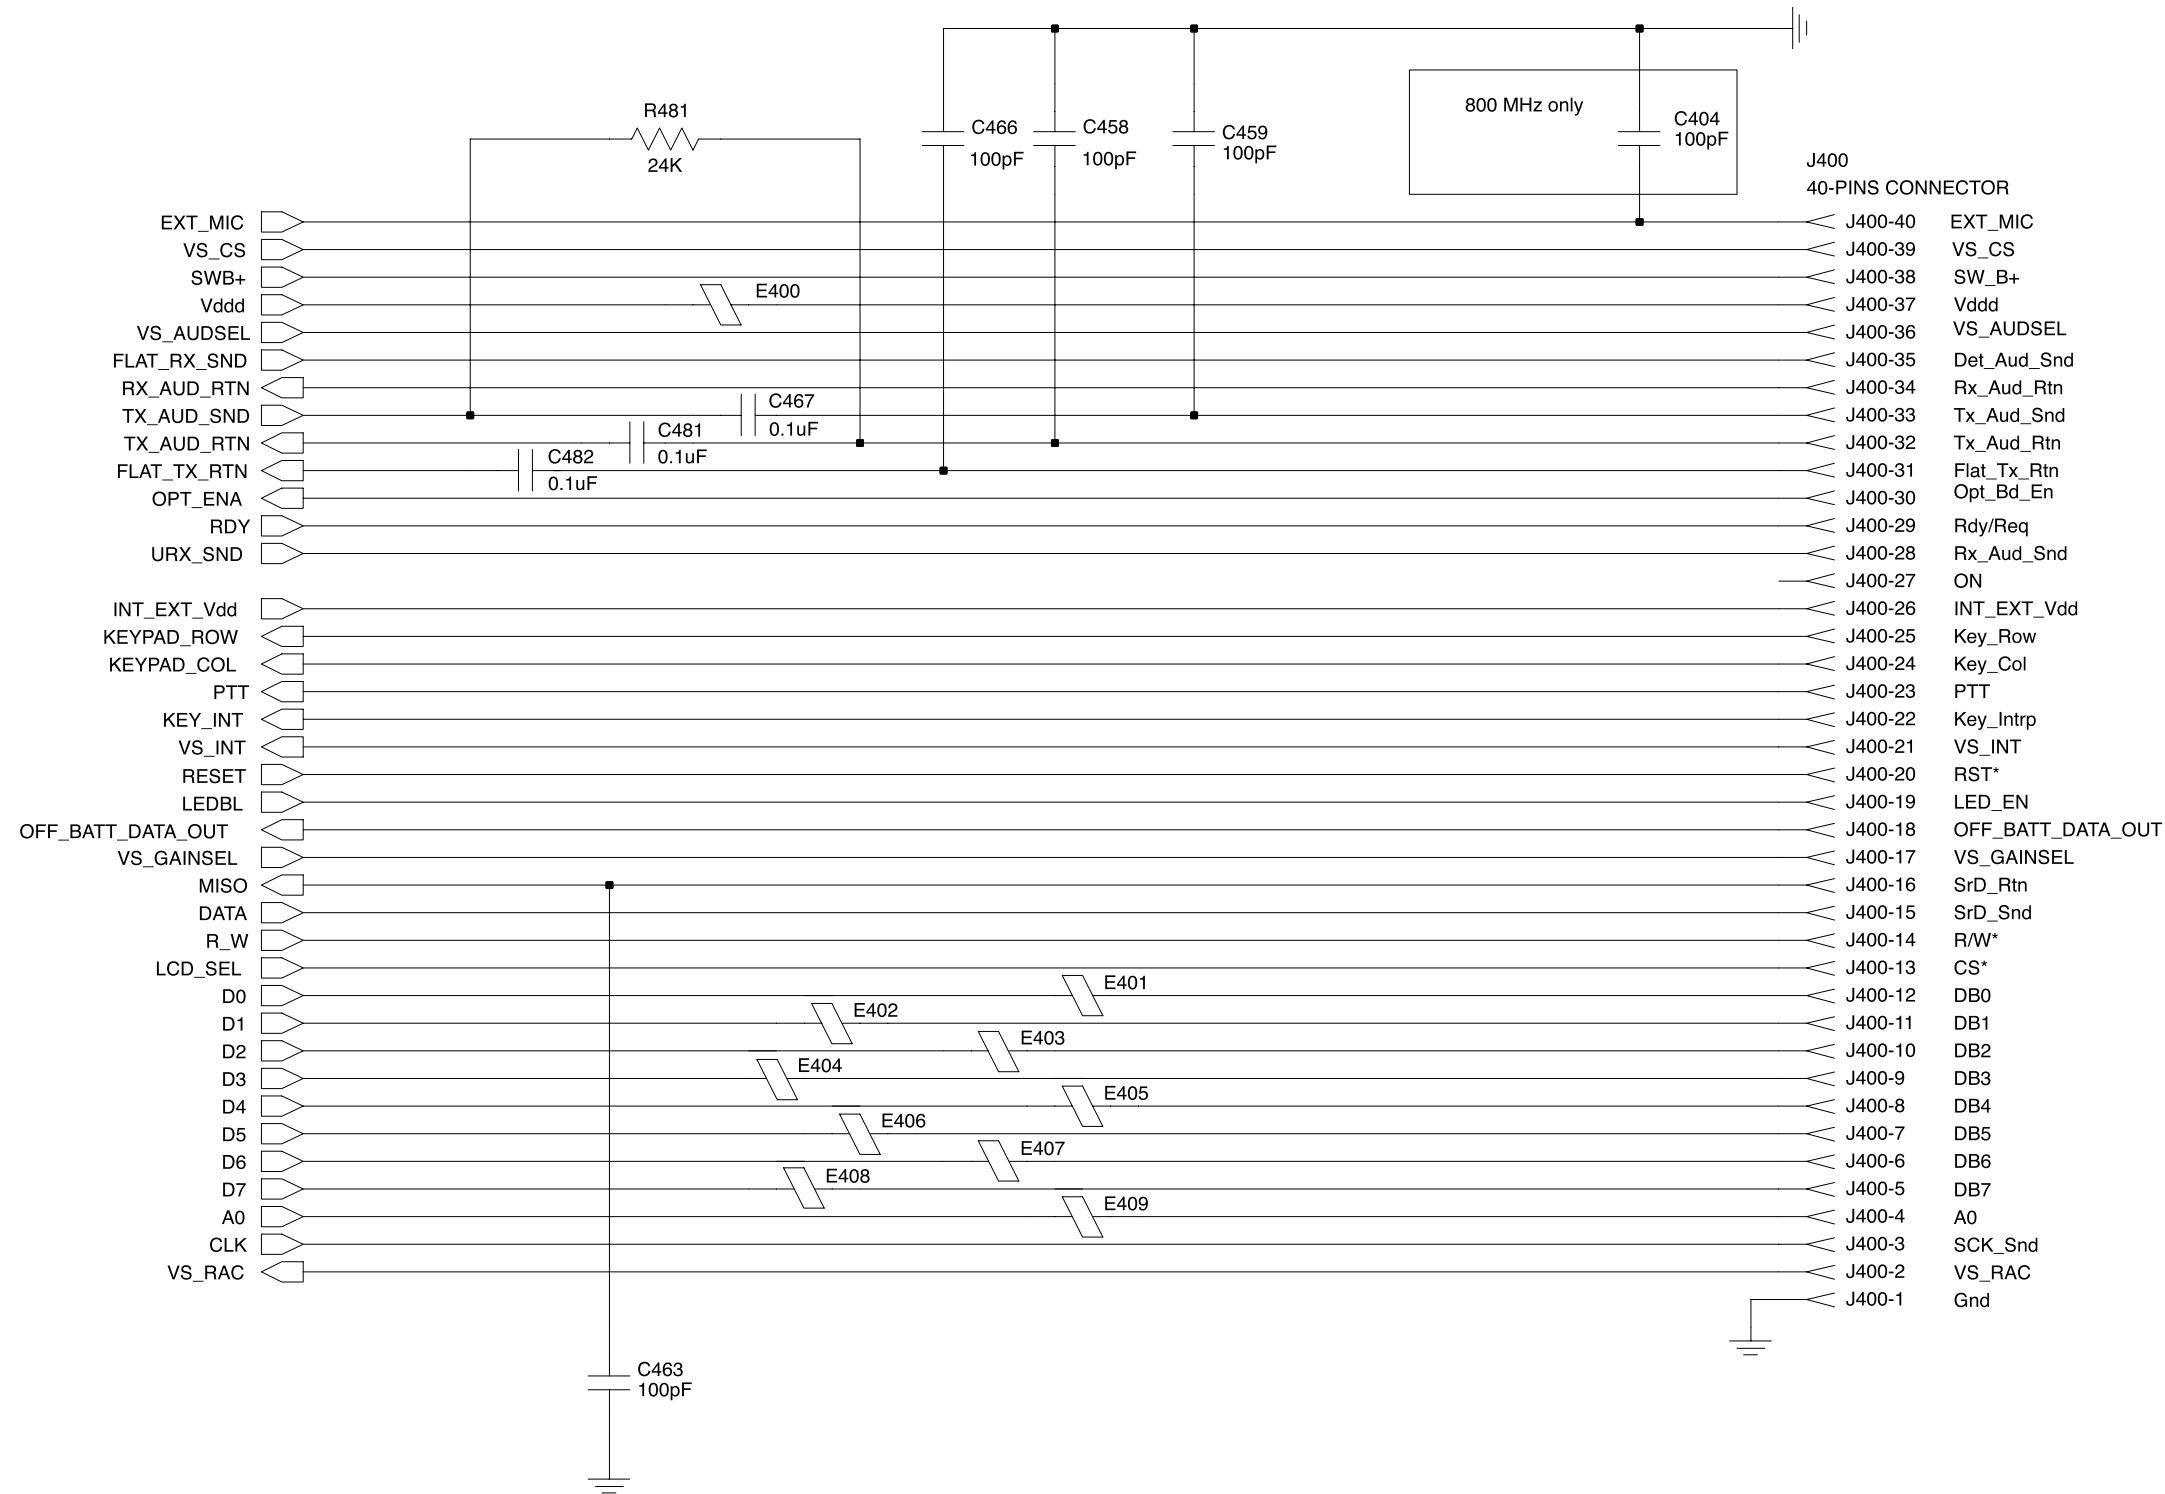 R481
24K
C466
100pF
C458
100pF
C459
100pF
800 MHz only
C404
100pF
J400
40-PINS CONNECTOR
EXT_MIC J400-40 EXT_MIC
VS_CS J400-39 VS_CS
SWB+ J400-38 SW_B+
Vddd E400 J400-37 Vddd
VS_AUDSEL J400-36 VS_AUDSEL
FLAT_RX_SND J400-35 Det_Aud_Snd
RX_AUD_RTN J400-34 Rx_Aud_Rtn
C467
TX_AUD_SND 0.1uF J400-33 Tx_Aud_Snd
C481
TX_AUD_RTN 0.1uF J400-32 Tx_Aud_Rtn
C482
FLAT_TX_RTN 0.1uF J400-31 Flat_Tx_Rtn
OPT_ENA J400-30 Opt_Bd_En
RDY J400-29 Rdy/Req
URX_SND J400-28 Rx_Aud_Snd
J400-27 ON
INT_EXT_Vdd J400-26 INT_EXT_Vdd
KEYPAD_ROW J400-25 Key_Row
KEYPAD_COL J400-24 Key_Col
PTT J400-23 PTT
KEY_INT J400-22 Key_Intrp
VS_INT J400-21 VS_INT
RESET J400-20 RST*
LEDBL J400-19 LED_EN
OFF_BATT_DATA_OUT J400-18 OFF_BATT_DATA_OUT
VS_GAINSEL J400-17 VS_GAINSEL
MISO J400-16 SrD_Rtn
DATA J400-15 SrD_Snd
R_W J400-14 R/W*
LCD_SEL J400-13 CS*
D0 E401 J400-12 DB0
D1 E402 J400-11 DB1
D2 E403 J400-10 DB2
D3 E404 J400-9 DB3
D4 E405 J400-8 DB4
D5 E406 J400-7 DB5
D6 E407 J400-6 DB6
D7 E408 J400-5 DB7
A0 E409 J400-4 A0
CLK J400-3 SCK_Snd
VS_RAC J400-2 VS_RAC
J400-1 Gnd
C463
100pF